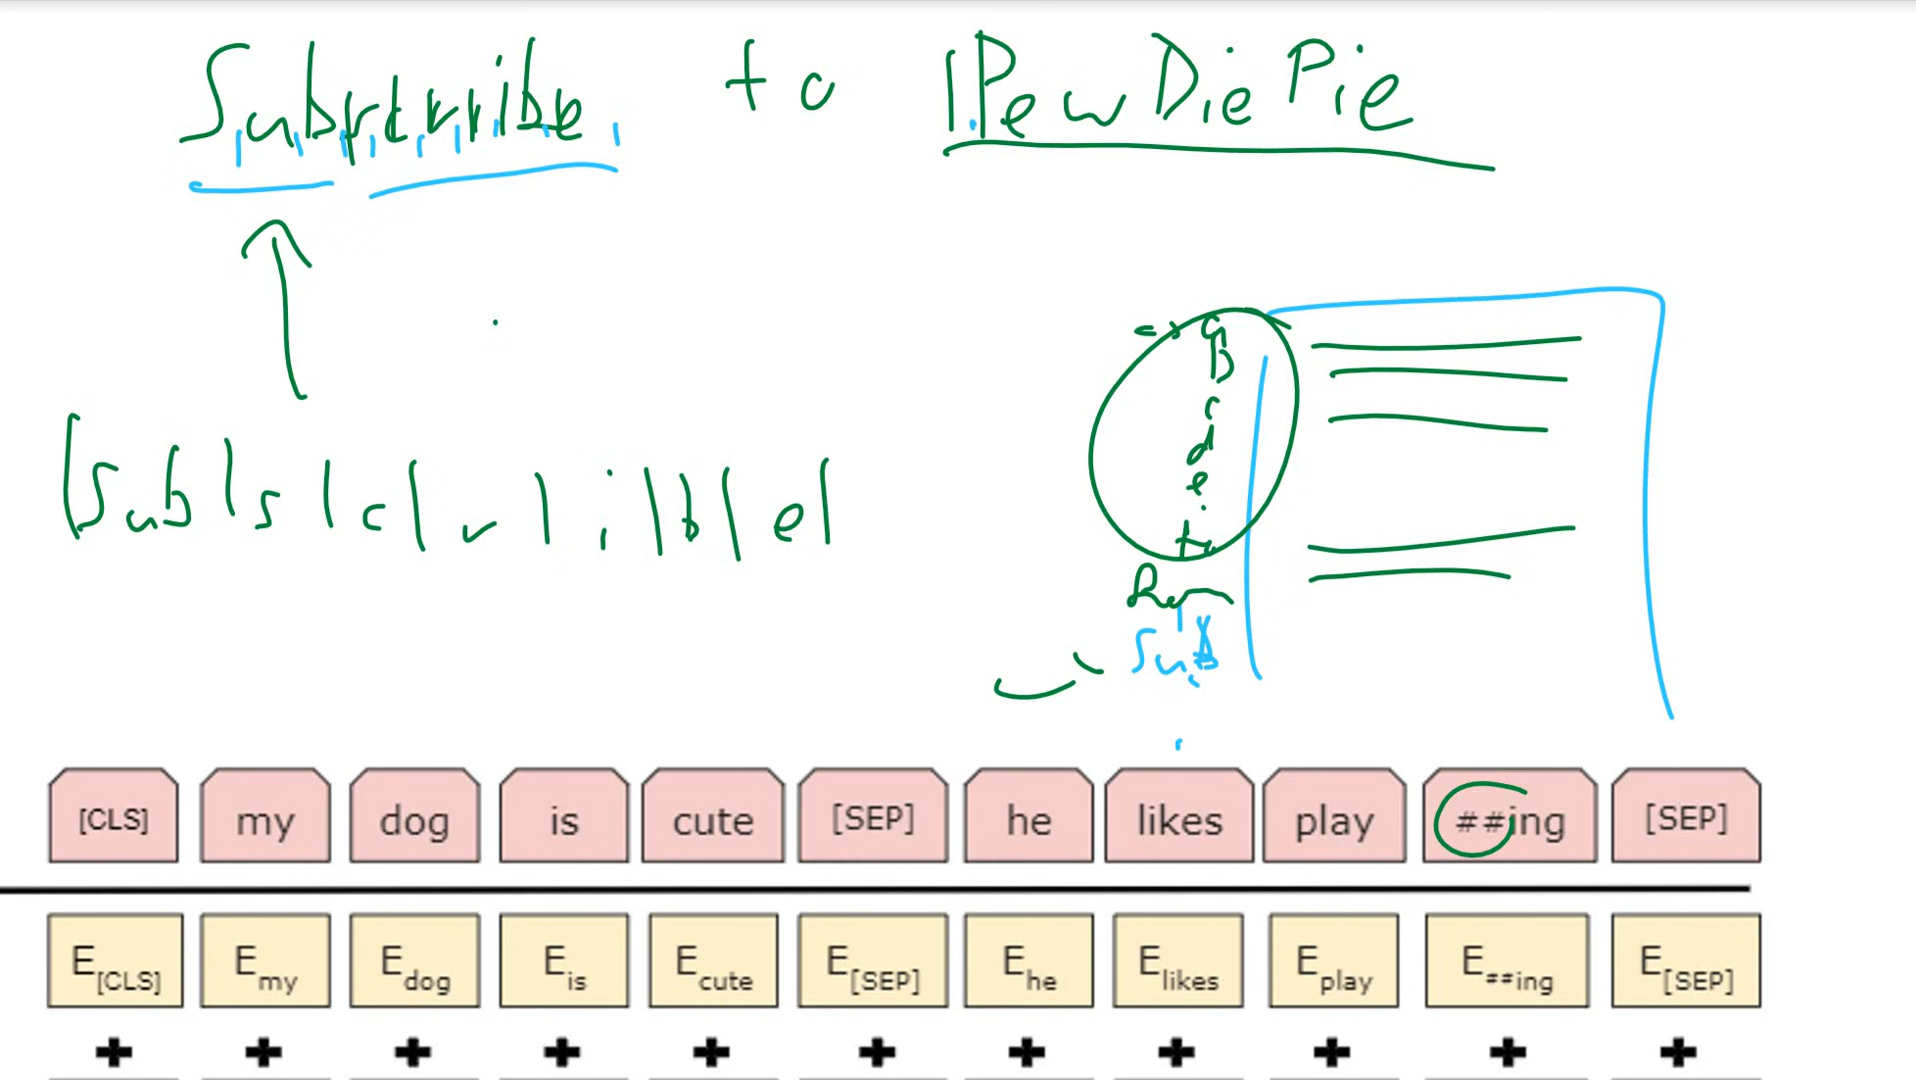 Subscribe to PewDiePie
|Sub|s|c|r|i|b|e|
B
c
d
e
Sub
[CLS] my dog is cute [SEP] he likes play ##ing [SEP]
E[CLS] Emy Edog Eis Ecute E[SEP] Ehe Elikes Eplay E##ing E[SEP]
+ + + + + + + + + + +